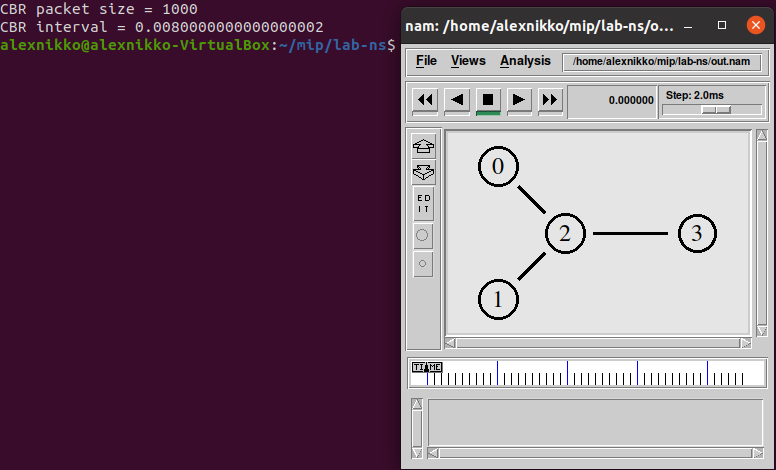 CBR packet size = 1000
CBR interval = 0.0080000000000000002
alexnikko@alexnikko-VirtualBox:~/mip/lab-ns$
nam: /home/alexnikko/mip/lab-ns/o...
File Views Analysis /home/alexnikko/mip/lab-ns/out.nam
0.000000 Step: 2.0ms
ED
IT
0
2 3
1
TIME